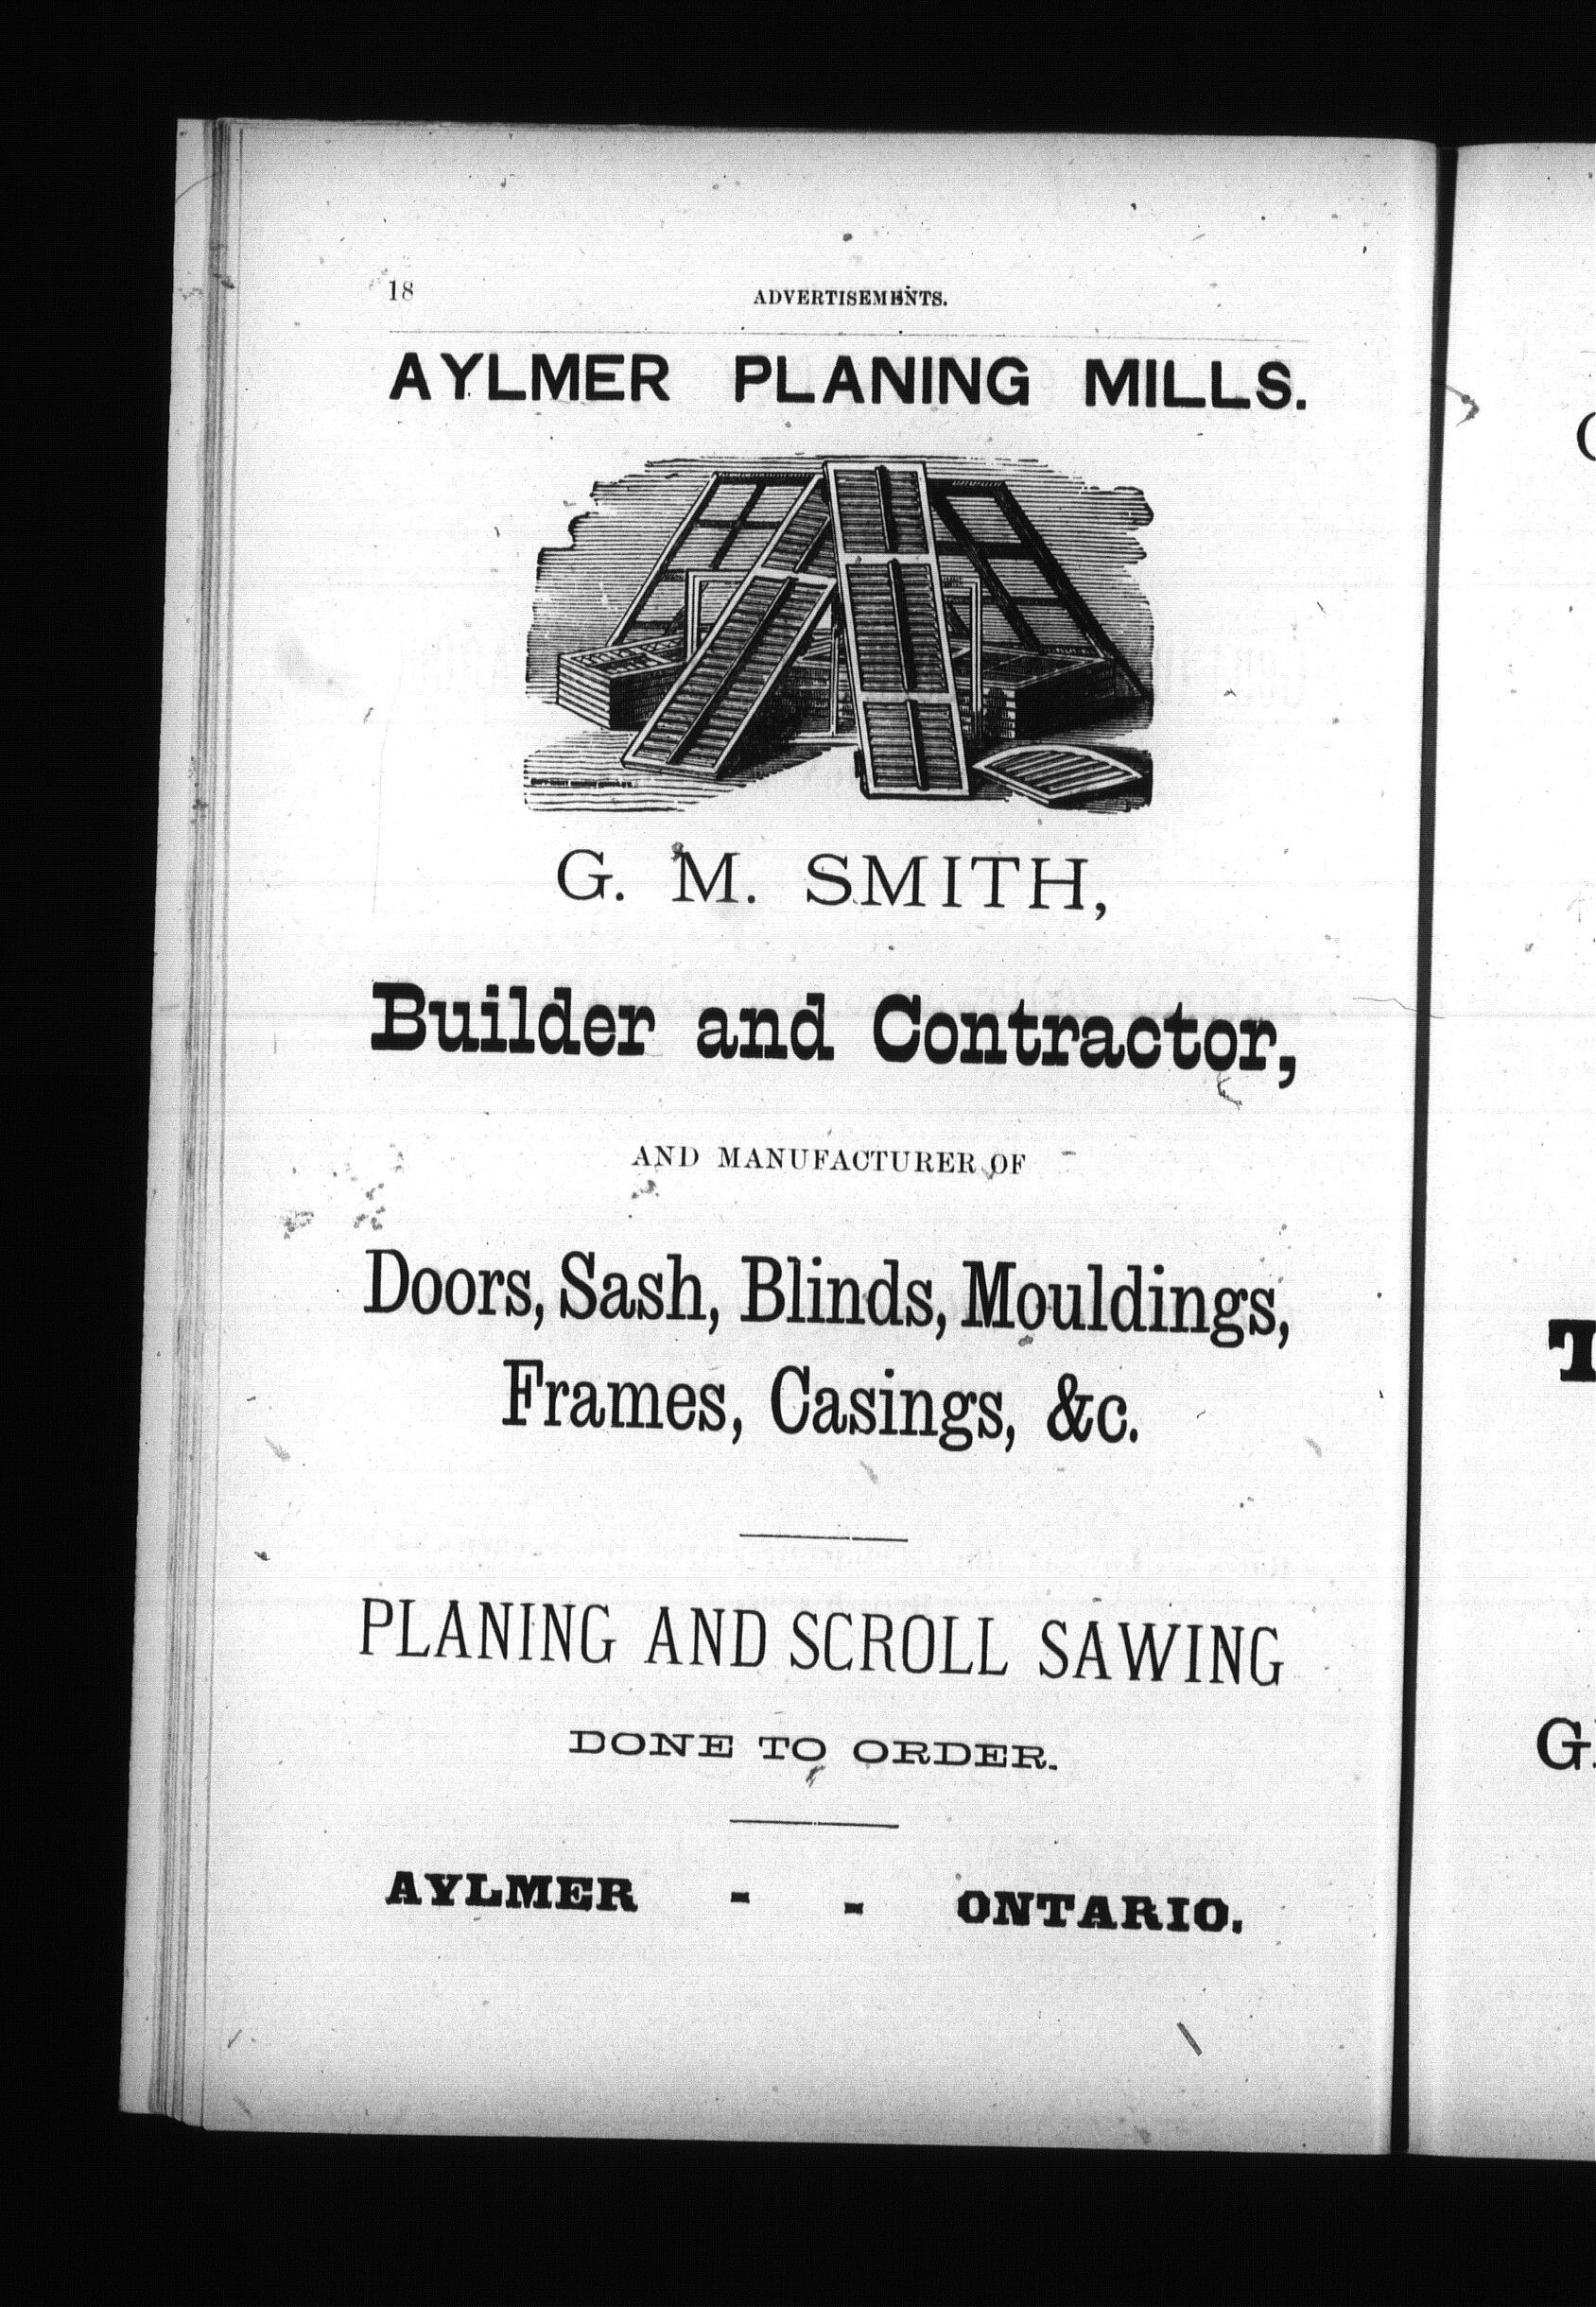 18
ADVERTISEMENTS.
AYLMER PLANING MILLS.
G. M. SMITH,
Builder and Contractor,
AND MANUFACTURER OF
Doors, Sash, Blinds, Mouldings,
Frames, Casings, &c.
PLANING AND SCROLL SAWING
DONE TO ORDER.
AYLMER - - ONTARIO.